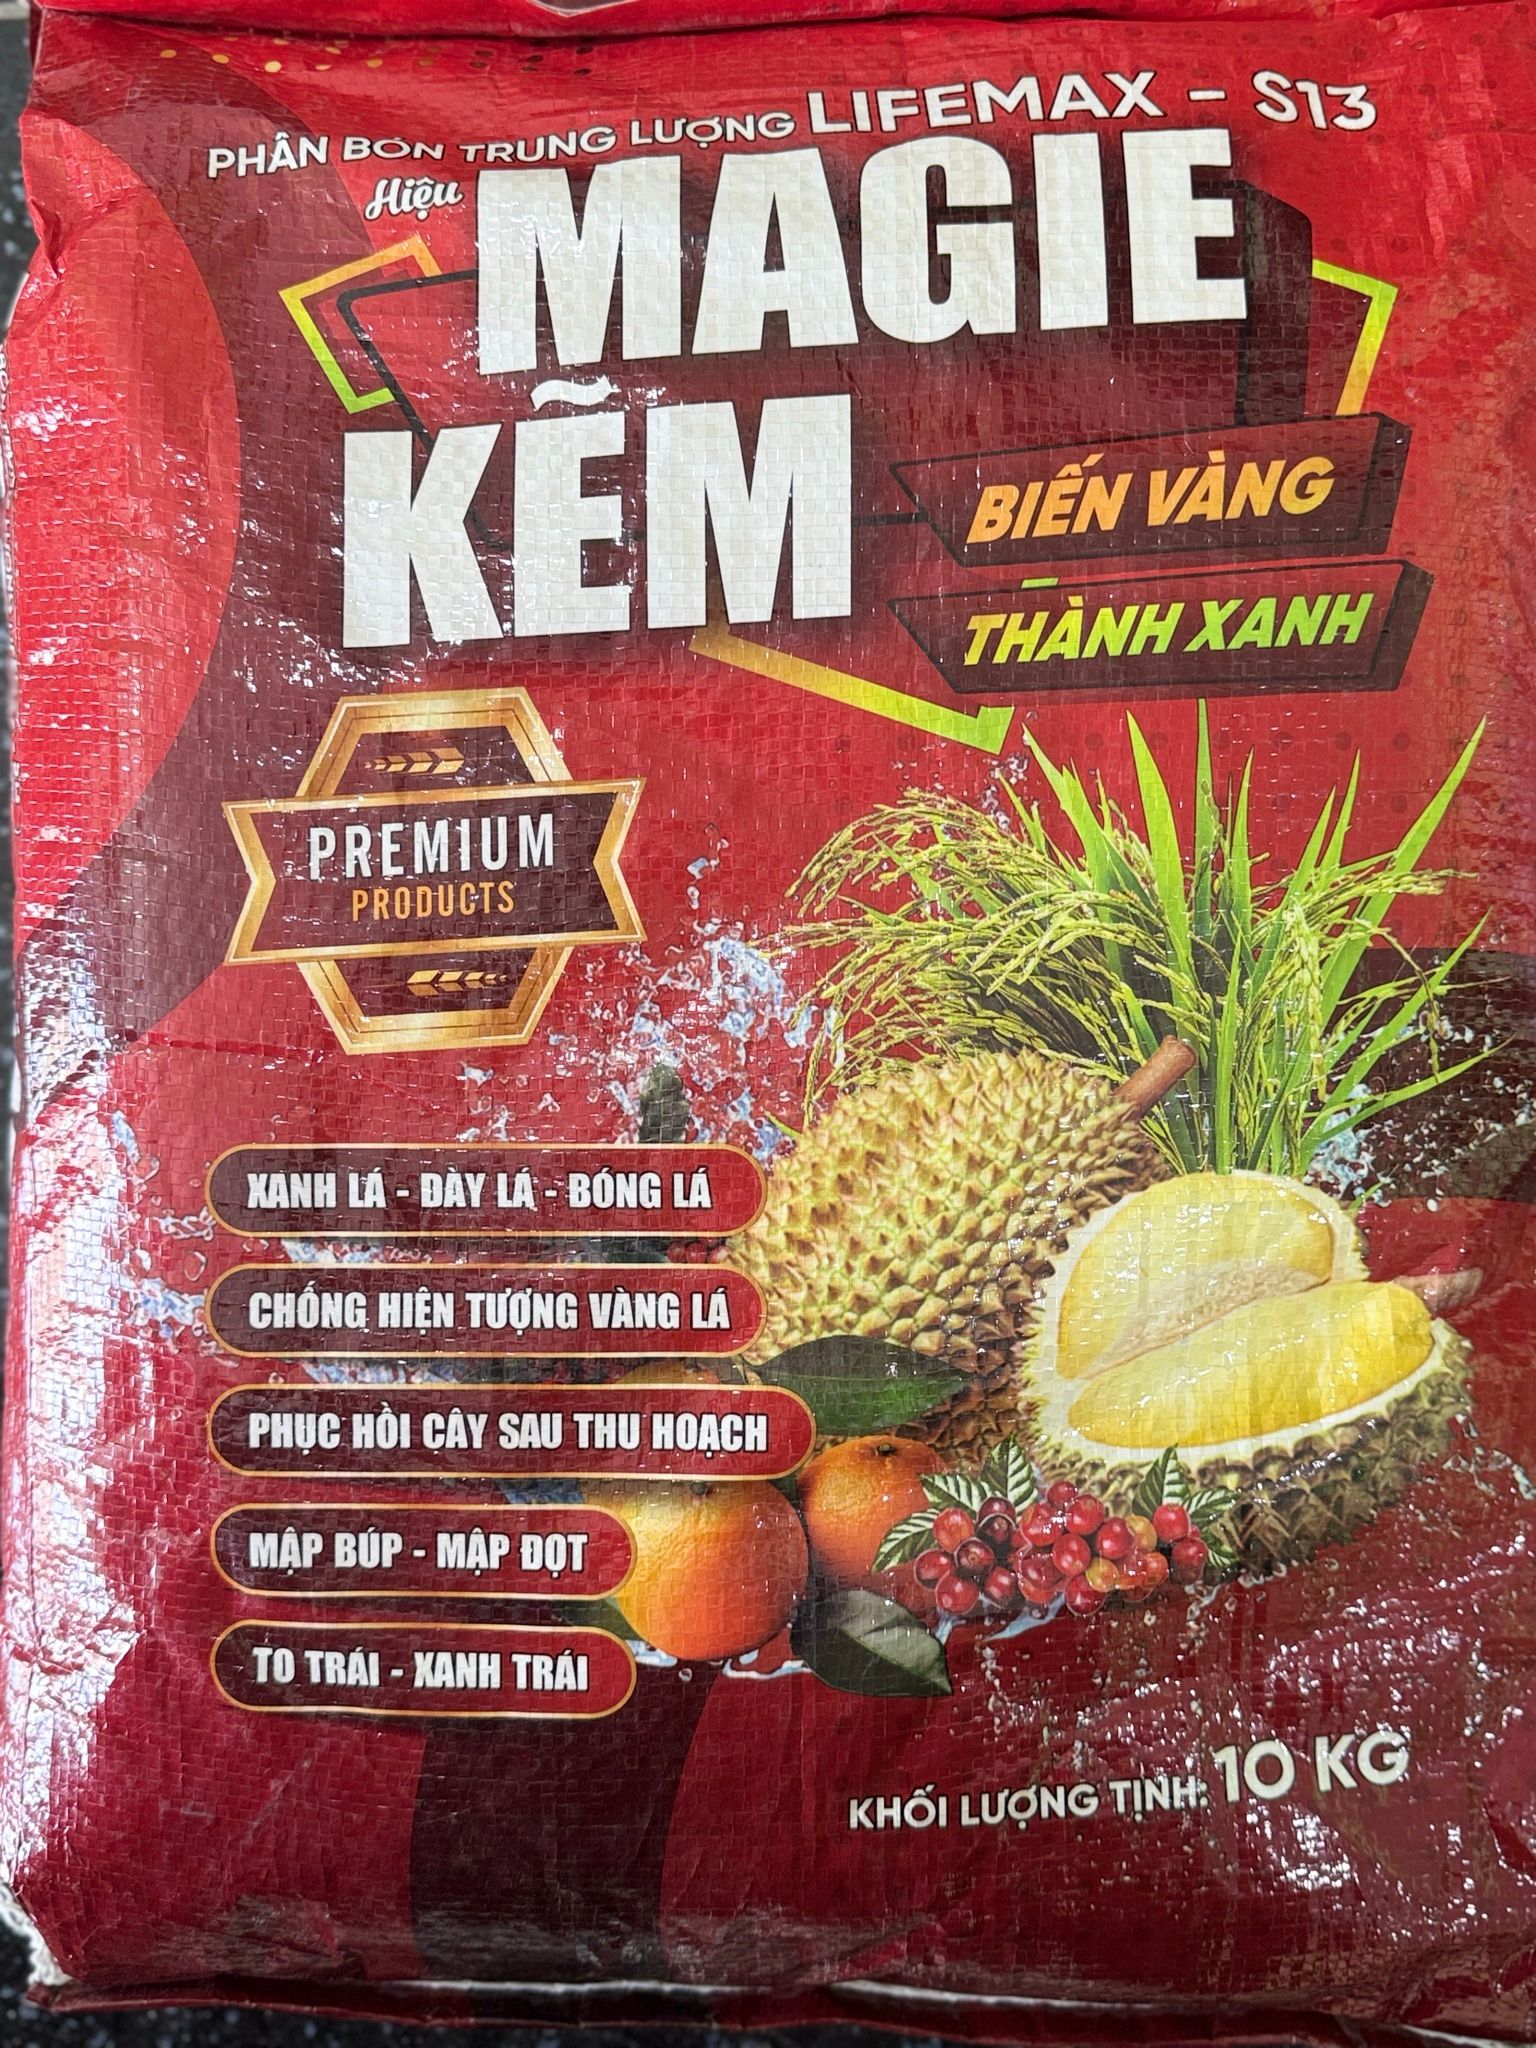 PHÂN BÓN TRUNG LƯỢNG LIFEMAX - S13
Hiệu
MAGIE
KẼM
BIẾN VÀNG
THÀNH XANH
PREMIUM
PRODUCTS
XANH LÁ - DÀY LÁ - BÓNG LÁ
CHỐNG HIỆN TƯỢNG VÀNG LÁ
PHỤC HỒI CÂY SAU THU HOẠCH
MẬP BÚP - MẬP ĐỌT
TO TRÁI - XANH TRÁI
KHỐI LƯỢNG TỊNH: 10 KG